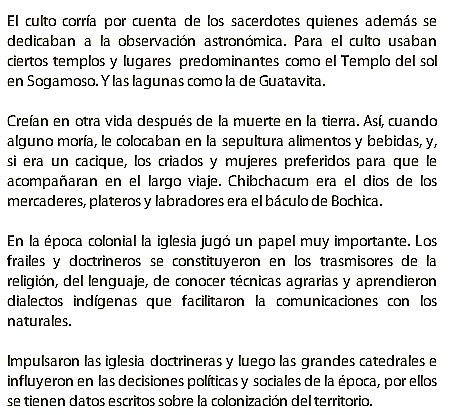 El culto corría por cuenta de los sacerdotes quienes además se
dedicaban a la observación astronómica. Para el culto usaban
ciertos templos y lugares predominantes como el Templo del sol
en Sogamoso. Y las lagunas como la de Guatavita.

Creían en otra vida después de la muerte en la tierra. Así, cuando
alguno moría, le colocaban en la sepultura alimentos y bebidas, y,
si era un cacique, los criados y mujeres preferidos para que le
acompañaran en el largo viaje. Chibchacum era el dios de los
mercaderes, plateros y labradores era el báculo de Bochica.

En la época colonial la iglesia jugó un papel muy importante. Los
frailes y doctrineros se constituyeron en los trasmisores de la
religión, del lenguaje, de conocer técnicas agrarias y aprendieron
dialectos indígenas que facilitaron la comunicaciones con los
naturales.

Impulsaron las iglesia doctrineras y luego las grandes catedrales e
influyeron en las decisiones políticas y sociales de la época, por ellos
se tienen datos escritos sobre la colonización del territorio.